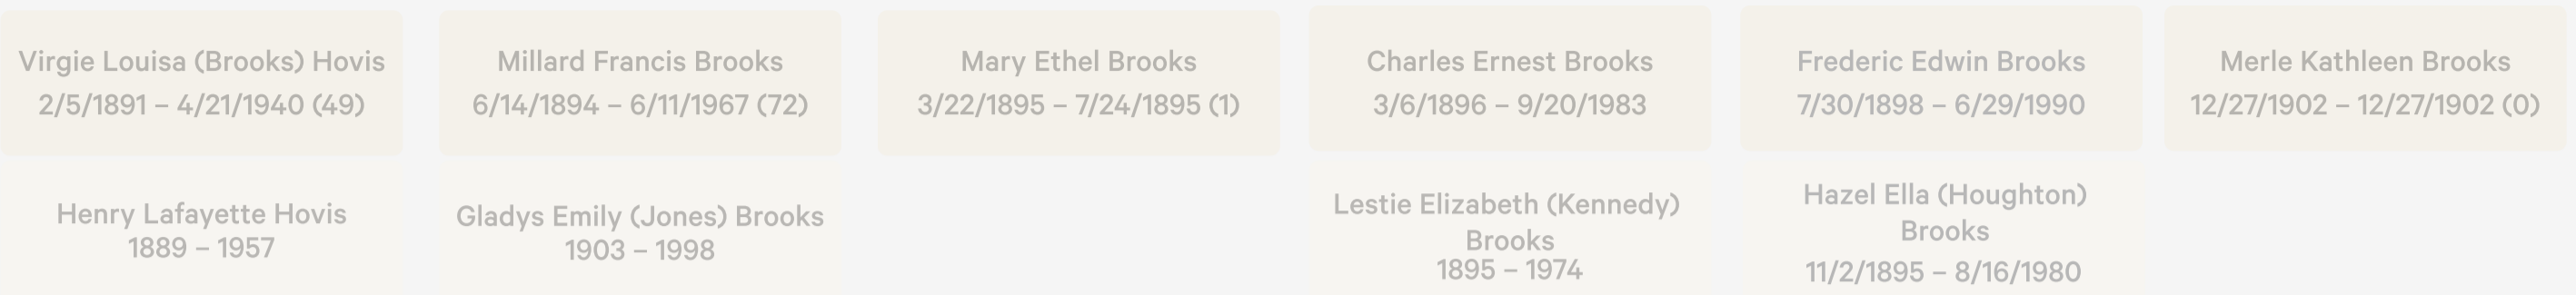 Virgie Louisa (Brooks) Hovis
2/5/1891 – 4/21/1940 (49)
Henry Lafayette Hovis
1889 – 1957
Millard Francis Brooks
6/14/1894 – 6/11/1967 (72)
Gladys Emily (Jones) Brooks
1903 – 1998
Mary Ethel Brooks
3/22/1895 – 7/24/1895 (1)
Charles Ernest Brooks
3/6/1896 – 9/20/1983
Lestie Elizabeth (Kennedy)
Brooks
1895 – 1974
Frederic Edwin Brooks
7/30/1898 – 6/29/1990
Hazel Ella (Houghton)
Brooks
11/2/1895 – 8/16/1980
Merle Kathleen Brooks
12/27/1902 – 12/27/1902 (0)